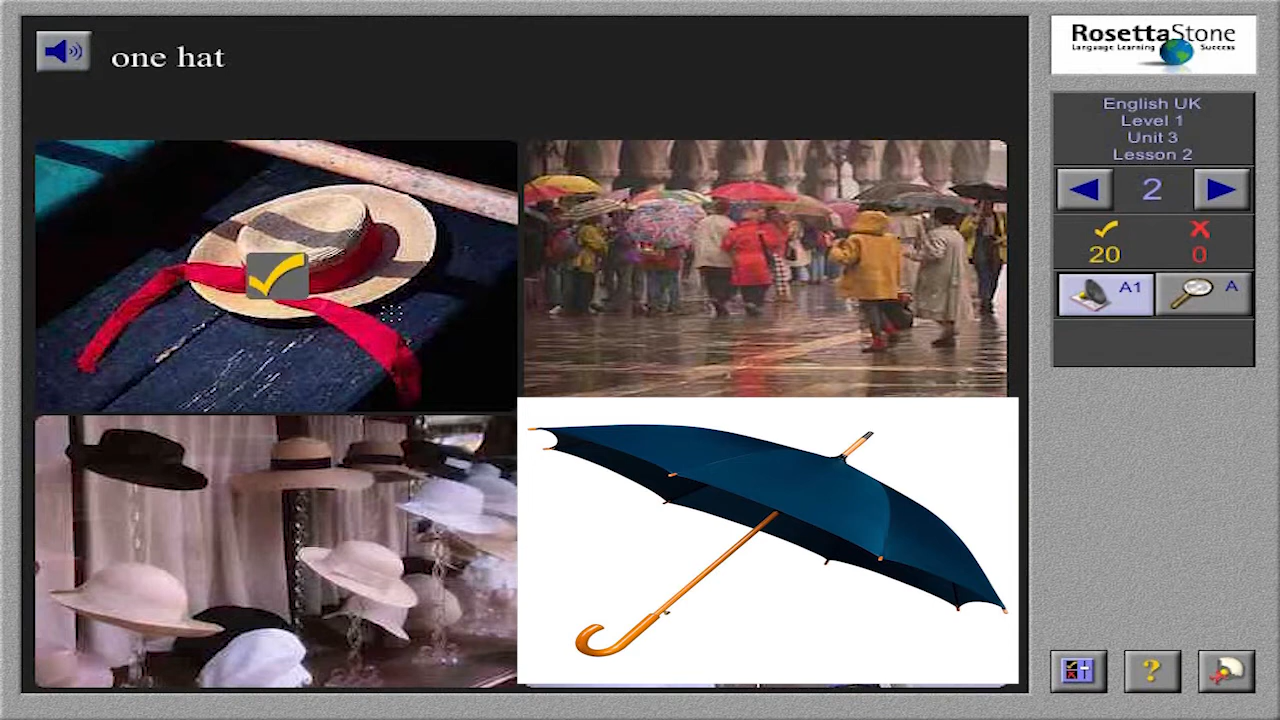 one hat
RosettaStone
Language Learning Success
English UK
Level 1
Unit 3
Lesson 2
2
20
0
A1
A
?